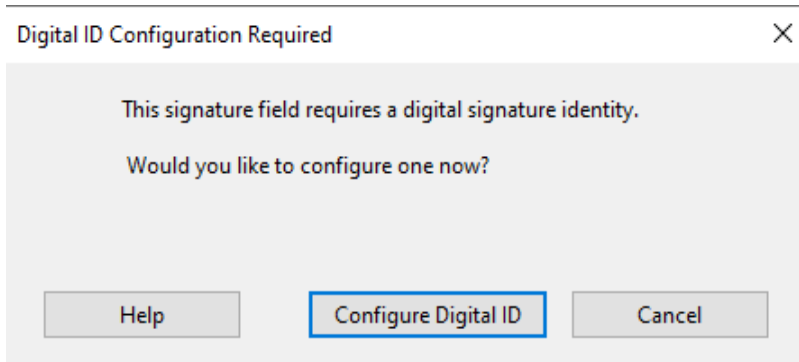 Digital ID Configuration Required
This signature field requires a digital signature identity.
Would you like to configure one now?
Help
Configure Digital ID
Cancel